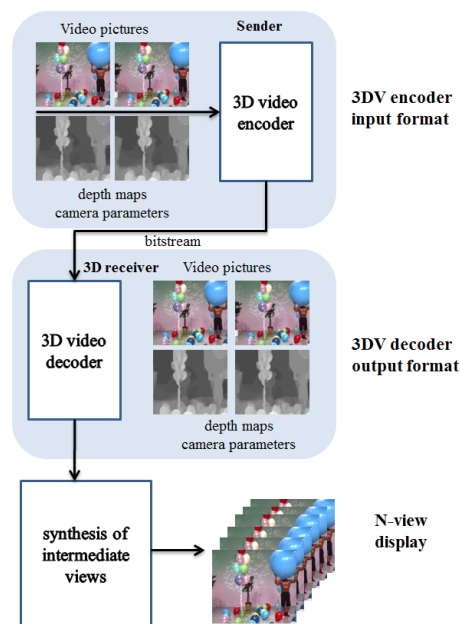 Video pictures
Sender
3D video
encoder
3DV encoder
input format
depth maps
camera parameters
bitstream
3D receiver
Video pictures
3D video
decoder
3DV decoder
output format
depth maps
camera parameters
synthesis of
intermediate
views
N-view
display